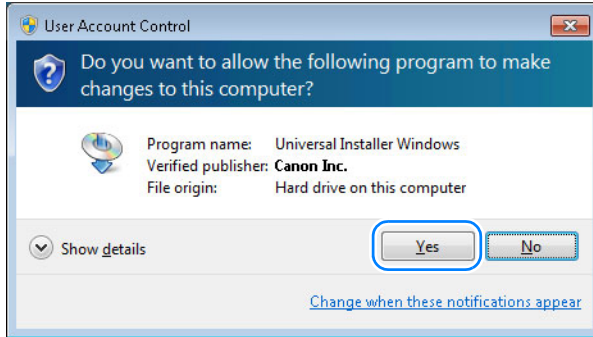 User Account Control
Do you want to allow the following program to make
changes to this computer?
Program name: Universal Installer Windows
Verified publisher: Canon Inc.
File origin: Hard drive on this computer
Show details Yes No
Change when these notifications appear